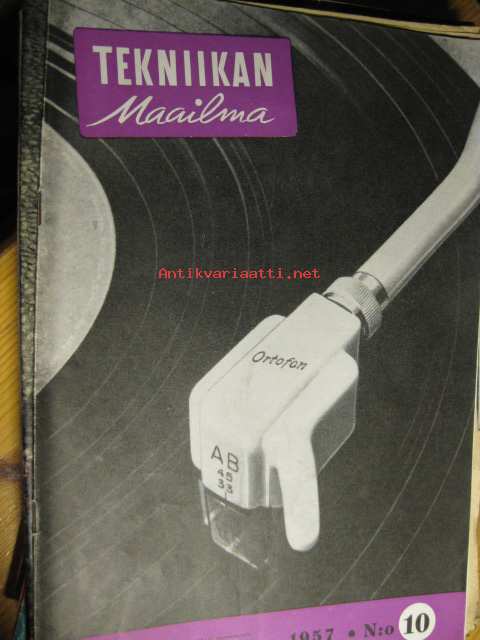 TEKNIIKAN
Maailma
Antikvariaatti.net
Ortofon
AB
45
33
1957 • N:o 10